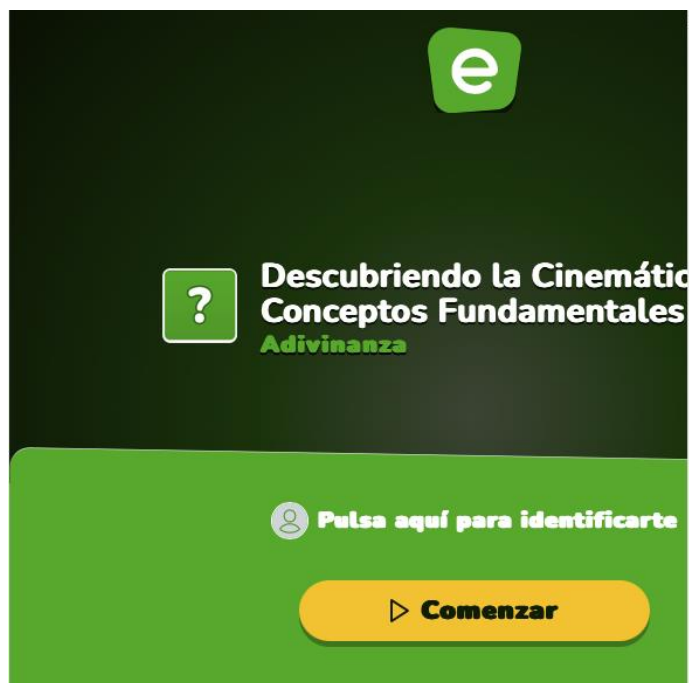 e
?
Descubriendo la Cinemátic
Conceptos Fundamentales
Adivinanza
Pulsa aquí para identificarte
Comenzar